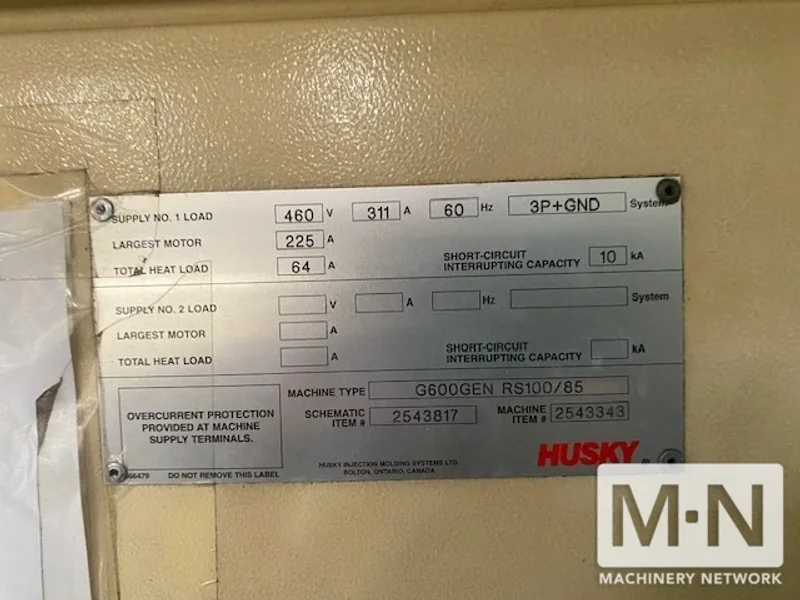 SUPPLY NO. 1 LOAD 460 V 311 A 60 Hz 3P+GND System
LARGEST MOTOR 225 A
TOTAL HEAT LOAD 64 A SHORT-CIRCUIT INTERRUPTING CAPACITY 10 kA
SUPPLY NO. 2 LOAD V A Hz System
LARGEST MOTOR A
TOTAL HEAT LOAD A SHORT-CIRCUIT INTERRUPTING CAPACITY kA
OVERCURRENT PROTECTION
PROVIDED AT MACHINE
SUPPLY TERMINALS.
MACHINE TYPE G600GEN RS100/85
SCHEMATIC ITEM # 2543817 MACHINE ITEM # 2543343
HUSKY ®
HUSKY INJECTION MOLDING SYSTEMS LTD.
BOLTON, ONTARIO, CANADA
DO NOT REMOVE THIS LABEL
M·N
MACHINERY NETWORK